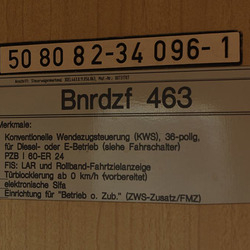 50 80 82-34 096-1
Bnrdzf 463
Merkmale:
Konventionelle Wendezugsteuerung (KWS), 36-polig,
für Diesel- oder E-Betrieb (siehe Fahrschalter)
PZB I 60-ER 24
FIS: LAR und Rollband-Fahrtzielanzeige
Türblockierung ab 0 km/h (vorbereitet)
elektronische Sifa
Einrichtung für "Betrieb o. Zub." (ZWS-Zusatz/FMZ)